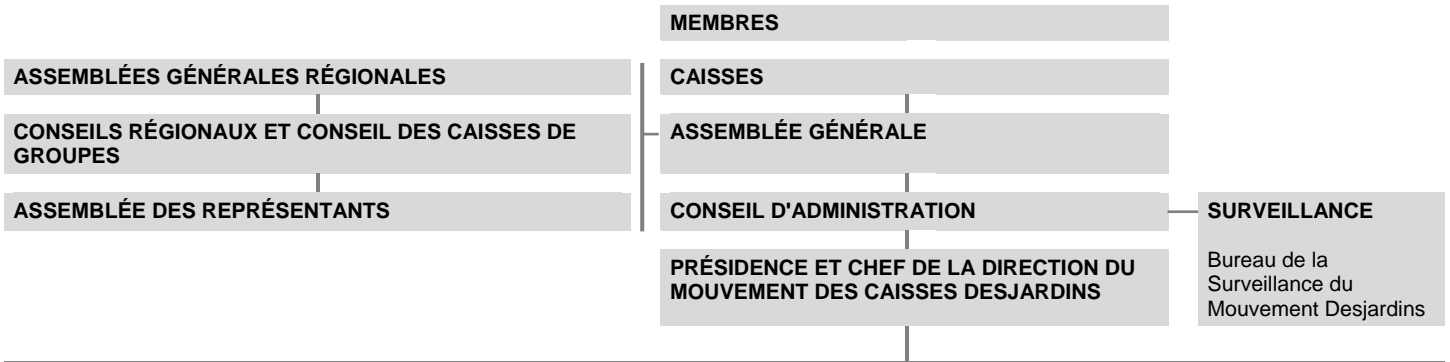 MEMBRES
ASSEMBLÉES GÉNÉRALES RÉGIONALES
CAISSES
CONSEILS RÉGIONAUX ET CONSEIL DES CAISSES DE
GROUPES
ASSEMBLÉE GÉNÉRALE
ASSEMBLÉE DES REPRÉSENTANTS
CONSEIL D'ADMINISTRATION
SURVEILLANCE
Bureau de la
Surveillance du
Mouvement Desjardins
PRÉSIDENCE ET CHEF DE LA DIRECTION DU
MOUVEMENT DES CAISSES DESJARDINS